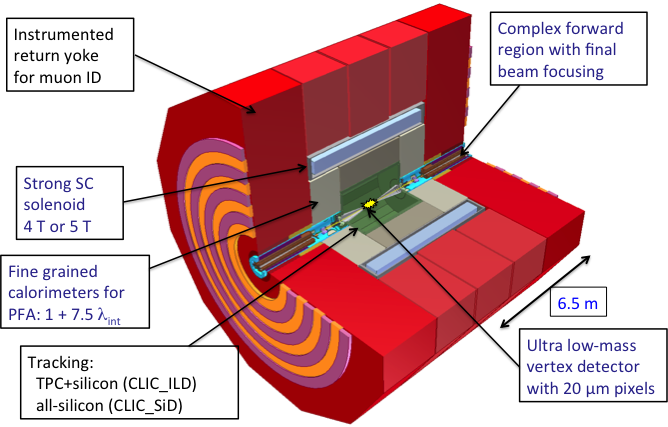 Instrumented
return yoke
for muon ID
Complex forward
region with final
beam focusing
Strong SC
solenoid
4 T or 5 T
Fine grained
calorimeters for
PFA: 1 + 7.5 λint
6.5 m
Tracking:
TPC+silicon (CLIC_ILD)
all-silicon (CLIC_SiD)
Ultra low-mass
vertex detector
with 20 μm pixels